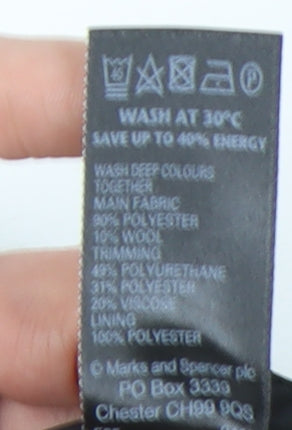 40
P
WASH AT 30°C
SAVE UP TO 40% ENERGY
WASH DEEP COLOURS
TOGETHER
MAIN FABRIC
90% POLYESTER
10% WOOL
TRIMMING
49% POLYURETHANE
31% POLYESTER
20% VISCOSE
LINING
100% POLYESTER
© Marks and Spencer plc
PO Box 3339
Chester CH99 9QS